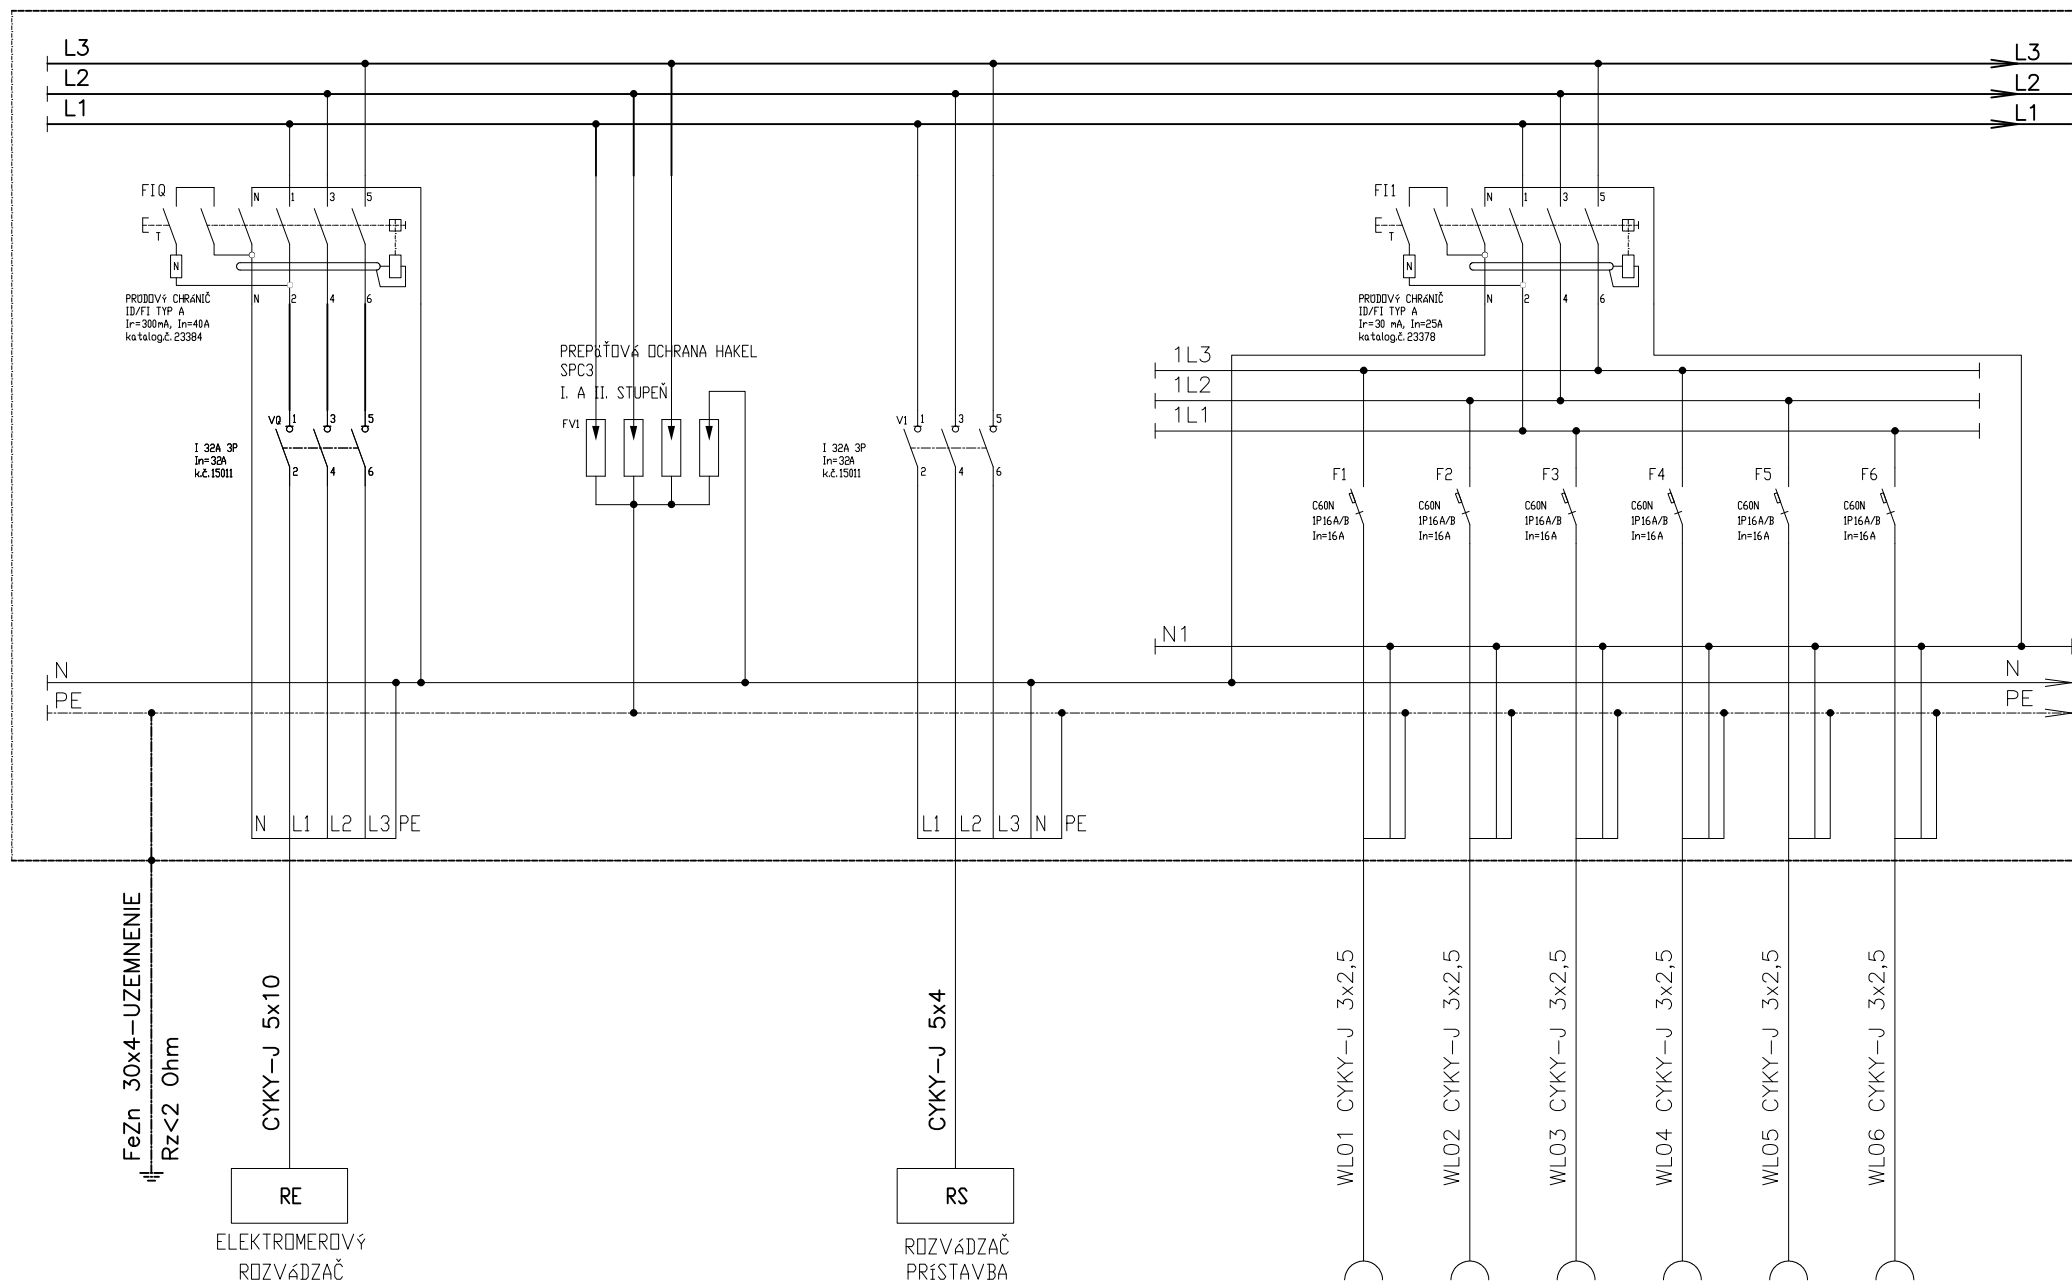 L3
L2
L1
L3
L2
L1
FIQ
N 1 3 5
T
N
N 2 4 6
PRÚDOVÝ CHRÁNIČ
ID/FI TYP A
Ir=300mA, In=40A
katalog.č. 23384
VQ 1 3 5
I 32A 3P
In=32A
k.č.15011
2 4 6
PREPÁŤOVÁ OCHRANA HAKEL
SPC3
I. A II. STUPEŇ
FV1
V1 1 3 5
I 32A 3P
In=32A
k.č.15011
2 4 6
FI1
N 1 3 5
T
N
N 2 4 6
PRÚDOVÝ CHRÁNIČ
ID/FI TYP A
Ir=30 mA, In=25A
katalog.č. 23378
1L3
1L2
1L1
F1
C60N
1P16A/B
In=16A
F2
C60N
1P16A/B
In=16A
F3
C60N
1P16A/B
In=16A
F4
C60N
1P16A/B
In=16A
F5
C60N
1P16A/B
In=16A
F6
C60N
1P16A/B
In=16A
N1
N
PE
N
PE
N L1 L2 L3 PE
L1 L2 L3 N PE
FeZn 30x4-UZEMNENIE
Rz<2 Ohm
CYKY-J 5x10
CYKY-J 5x4
WL01 CYKY-J 3x2,5
WL02 CYKY-J 3x2,5
WL03 CYKY-J 3x2,5
WL04 CYKY-J 3x2,5
WL05 CYKY-J 3x2,5
WL06 CYKY-J 3x2,5
RE
ELEKTROMEROVÝ
ROZVÁDZAČ
RS
ROZVÁDZAČ
PRÍSTAVBA